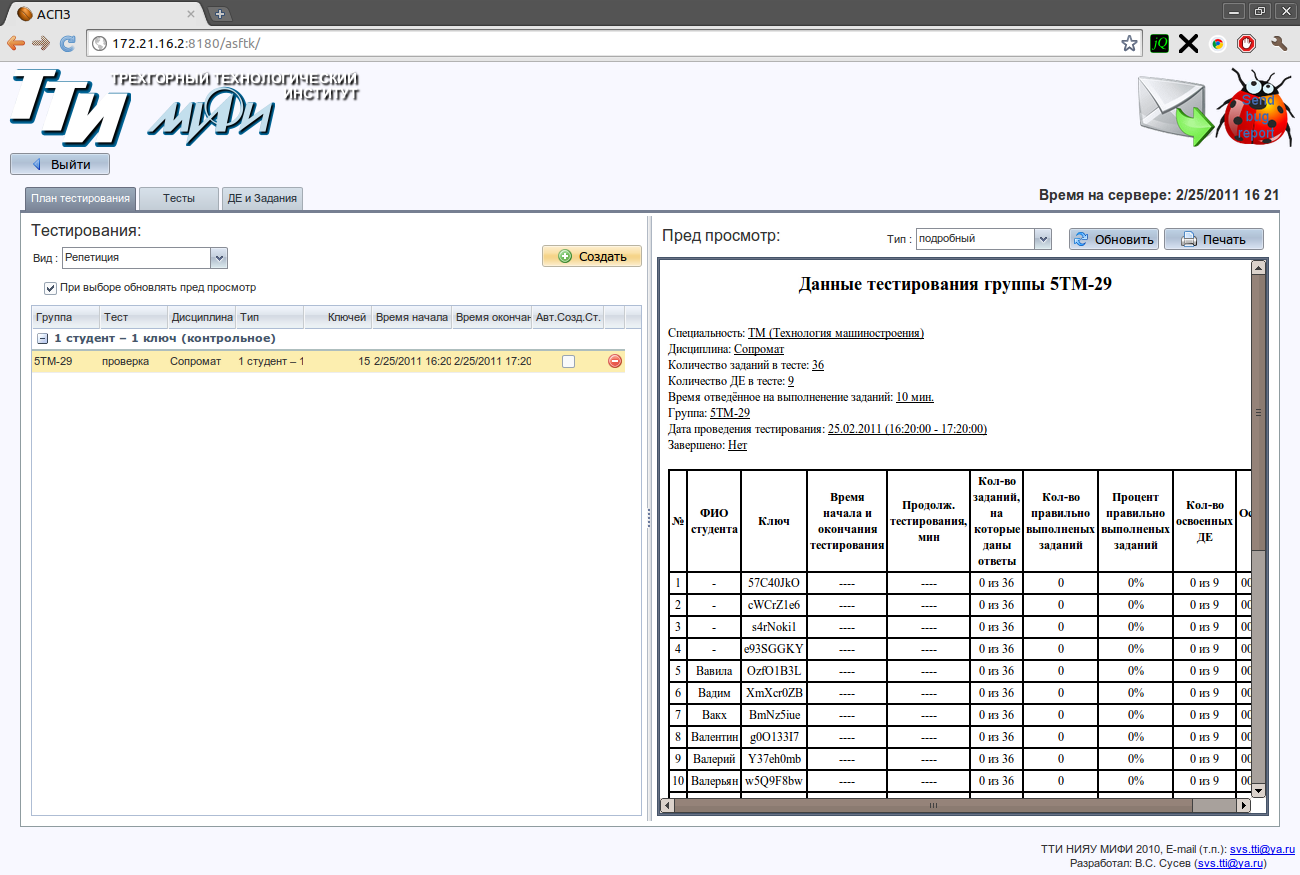 АСПЗ
172.21.16.2:8180/asftk/
ТРЕХГОРНЫЙ ТЕХНОЛОГИЧЕСКИЙ
ИНСТИТУТ
ТТИ МИФИ
Send
bug
report
Выйти
План тестирования Тесты ДЕ и Задания
Время на сервере: 2/25/2011 16 21
Тестирования:
Вид : Репетиция
Создать
При выборе обновлять пред просмотр
Группа Тест Дисциплина Тип Ключей Время начала Время окончан Авт.Созд.Ст.
1 студент – 1 ключ (контрольное)
5ТМ-29 проверка Сопромат 1 студент – 1 15 2/25/2011 16:20 2/25/2011 17:20
Пред просмотр:
Тип : подробный
Обновить
Печать
Данные тестирования группы 5ТМ-29
Специальность: ТМ (Технология машиностроения)
Дисциплина: Сопромат
Количество заданий в тесте: 36
Количество ДЕ в тесте: 9
Время отведённое на выполненение заданий: 10 мин.
Группа: 5ТМ-29
Дата проведения тестирования: 25.02.2011 (16:20:00 - 17:20:00)
Завершено: Нет
№
ФИО
студента
Ключ
Время
начала и
окончания
тестирования
Продолж.
тестирования,
мин
Кол-во
заданий,
на
которые
даны
ответы
Кол-во
правильно
выполненых
заданий
Процент
правильно
выполненых
заданий
Кол-во
освоенных
ДЕ
Ос
1 - 57C40JkO ---- ---- 0 из 36 0 0% 0 из 9 00
2 - cWCrZ1e6 ---- ---- 0 из 36 0 0% 0 из 9 00
3 - s4rNoki1 ---- ---- 0 из 36 0 0% 0 из 9 00
4 - e93SGGKY ---- ---- 0 из 36 0 0% 0 из 9 00
5 Вавила OzfO1B3L ---- ---- 0 из 36 0 0% 0 из 9 00
6 Вадим XmXcr0ZB ---- ---- 0 из 36 0 0% 0 из 9 00
7 Вакх BmNz5iue ---- ---- 0 из 36 0 0% 0 из 9 00
8 Валентин g0O133I7 ---- ---- 0 из 36 0 0% 0 из 9 00
9 Валерий Y37eh0mb ---- ---- 0 из 36 0 0% 0 из 9 00
10 Валерьян w5Q9F8bw ---- ---- 0 из 36 0 0% 0 из 9 00
ТТИ НИЯУ МИФИ 2010, E-mail (т.п.): svs.tti@ya.ru
Разработал: В.С. Сусев (svs.tti@ya.ru)